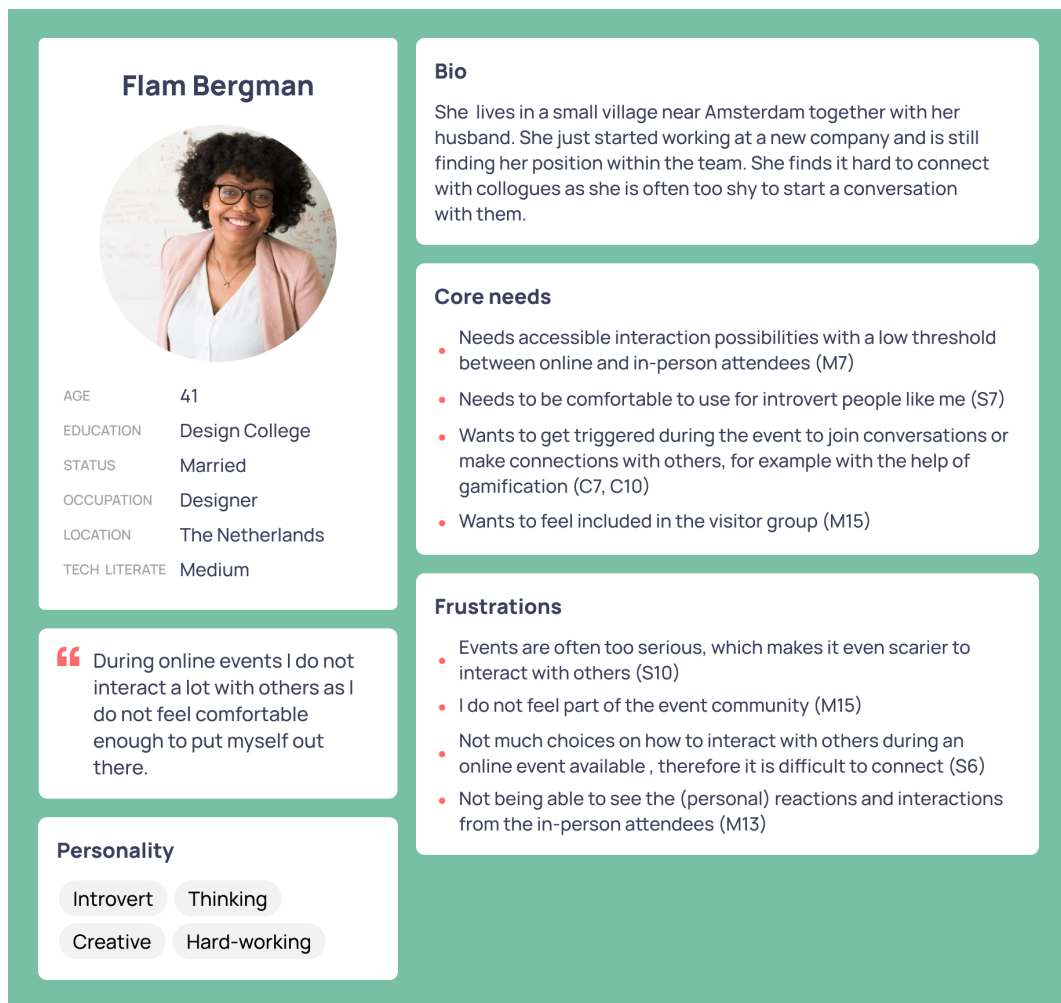 Flam Bergman
AGE 41
EDUCATION Design College
STATUS Married
OCCUPATION Designer
LOCATION The Netherlands
TECH LITERATE Medium
During online events I do not
interact a lot with others as I
do not feel comfortable
enough to put myself out
there.
Personality
Introvert Thinking
Creative Hard-working
Bio
She lives in a small village near Amsterdam together with her
husband. She just started working at a new company and is still
finding her position within the team. She finds it hard to connect
with collogues as she is often too shy to start a conversation
with them.
Core needs
Needs accessible interaction possibilities with a low threshold
between online and in-person attendees (M7)
Needs to be comfortable to use for introvert people like me (S7)
Wants to get triggered during the event to join conversations or
make connections with others, for example with the help of
gamification (C7, C10)
Wants to feel included in the visitor group (M15)
Frustrations
Events are often too serious, which makes it even scarier to
interact with others (S10)
I do not feel part of the event community (M15)
Not much choices on how to interact with others during an
online event available , therefore it is difficult to connect (S6)
Not being able to see the (personal) reactions and interactions
from the in-person attendees (M13)